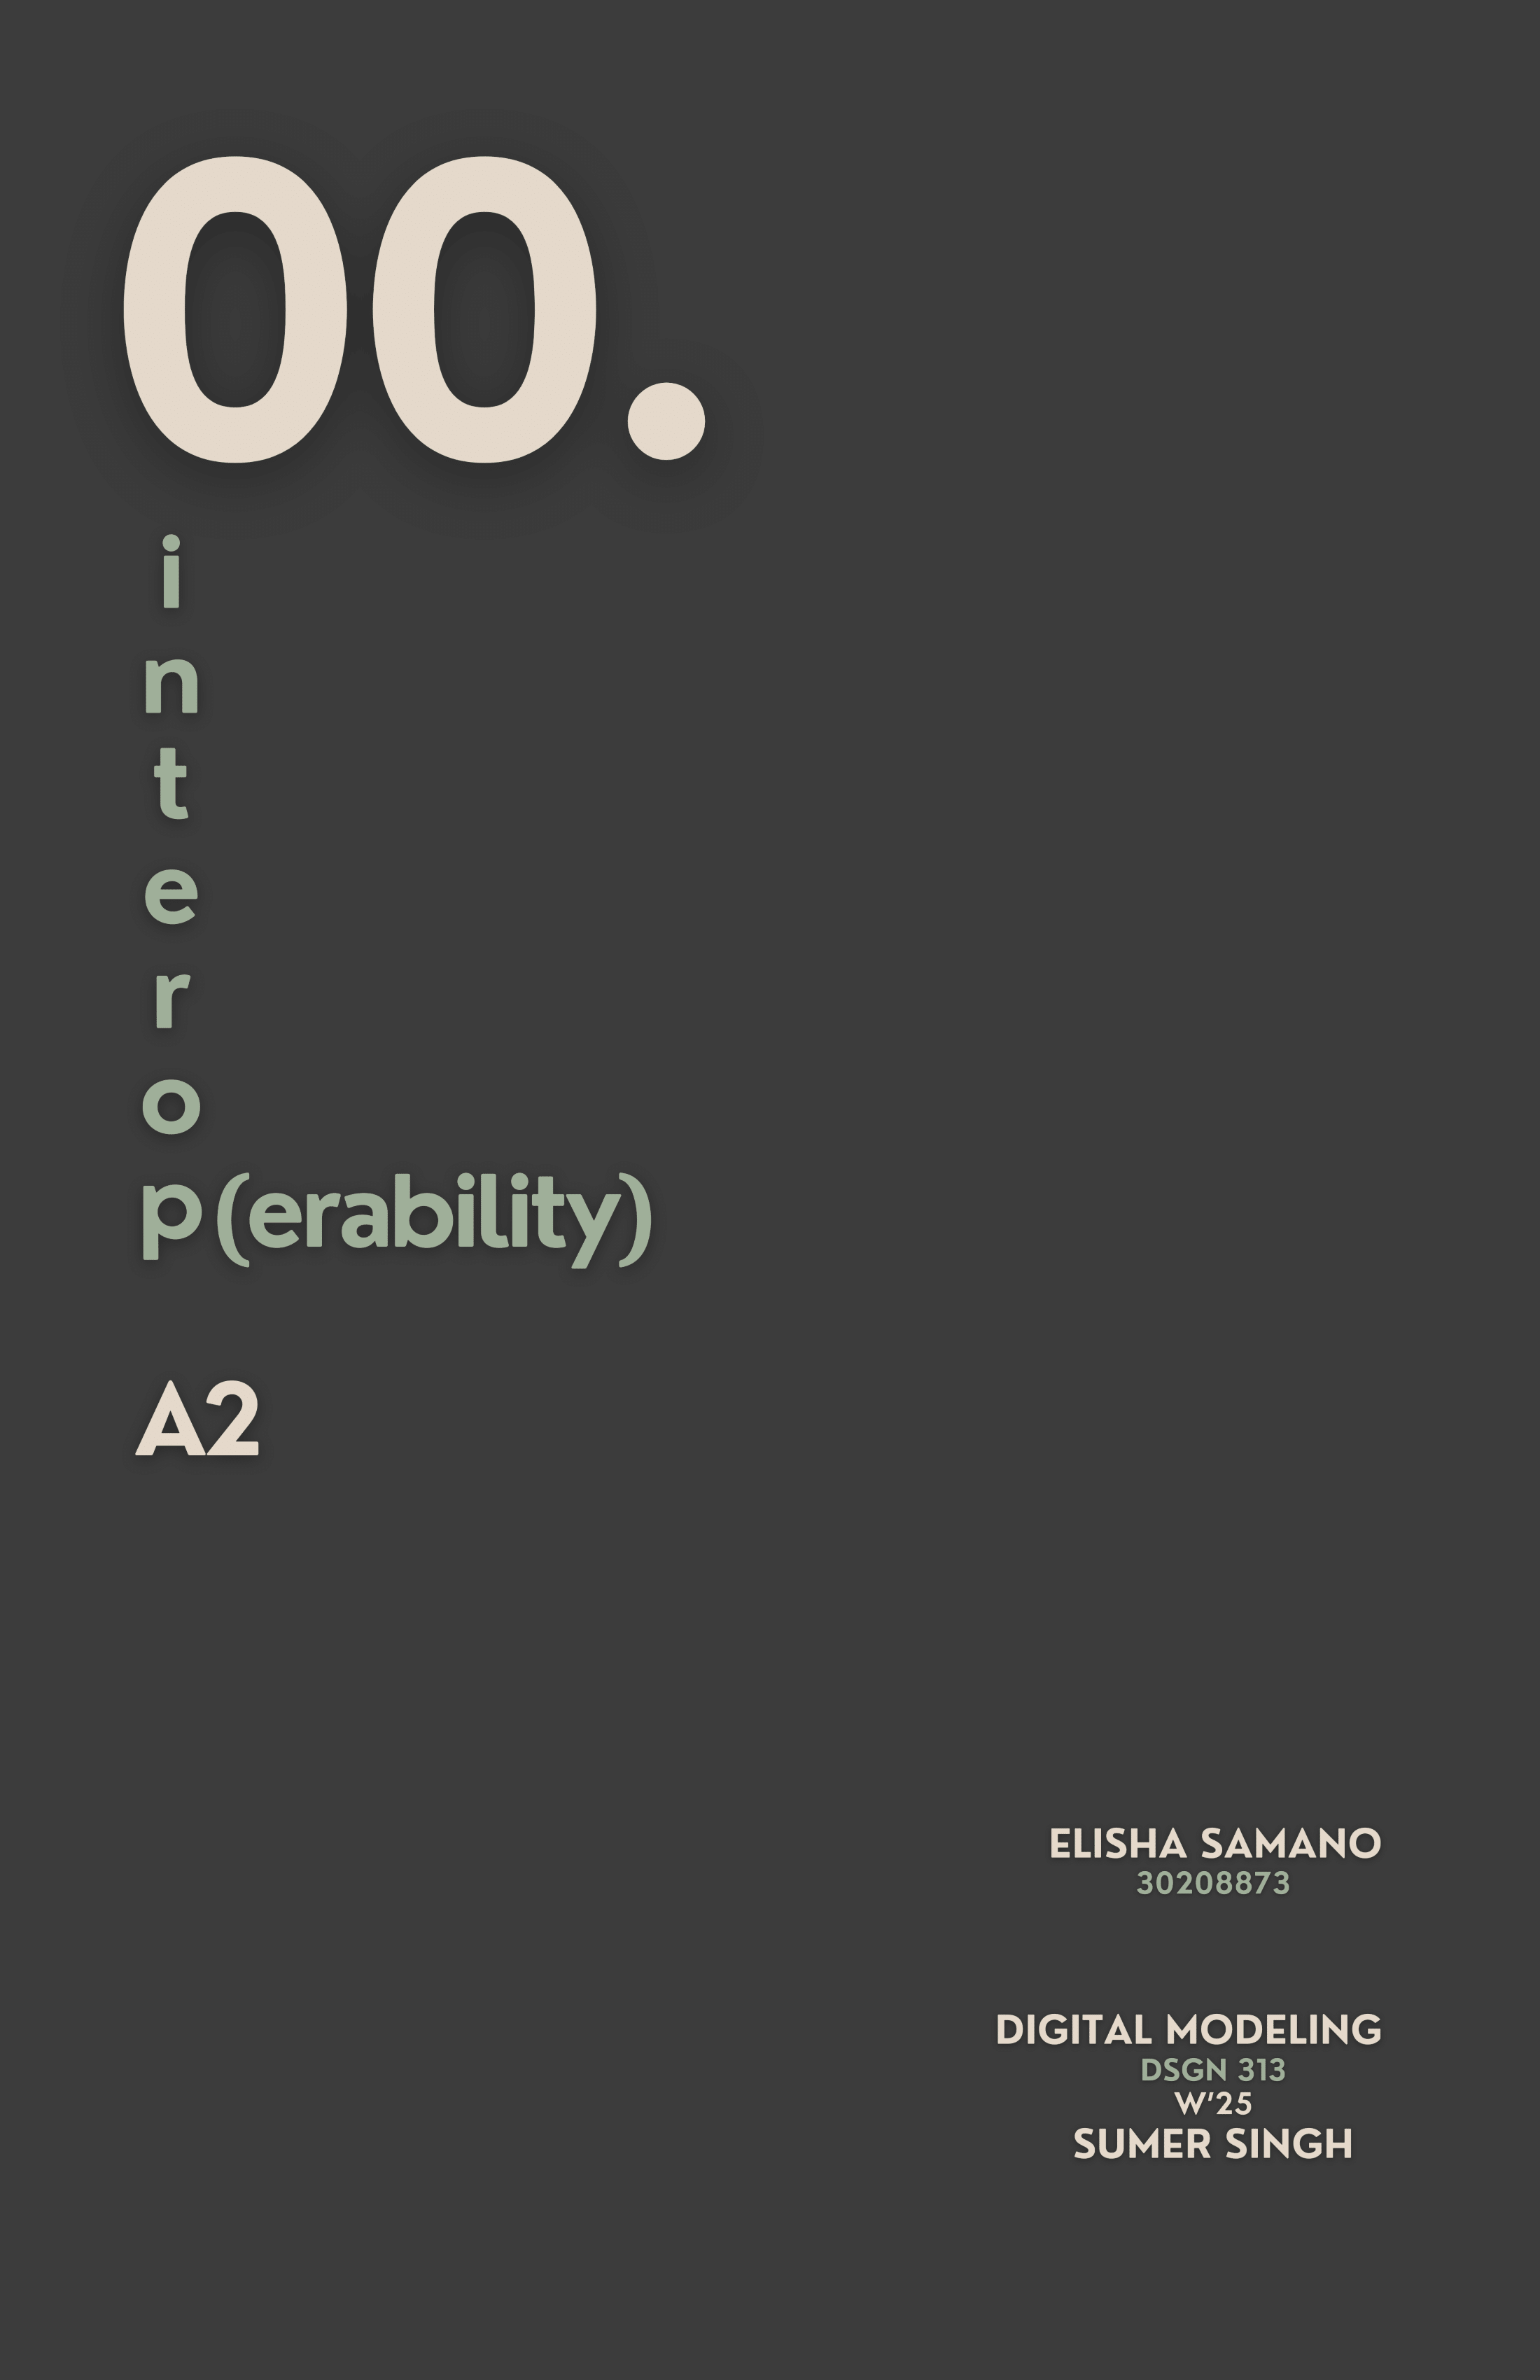 00.
i
n
t
e
r
o
p(erability)
A2
ELISHA SAMANO
30208873
DIGITAL MODELING
DSGN 313
W'25
SUMER SINGH